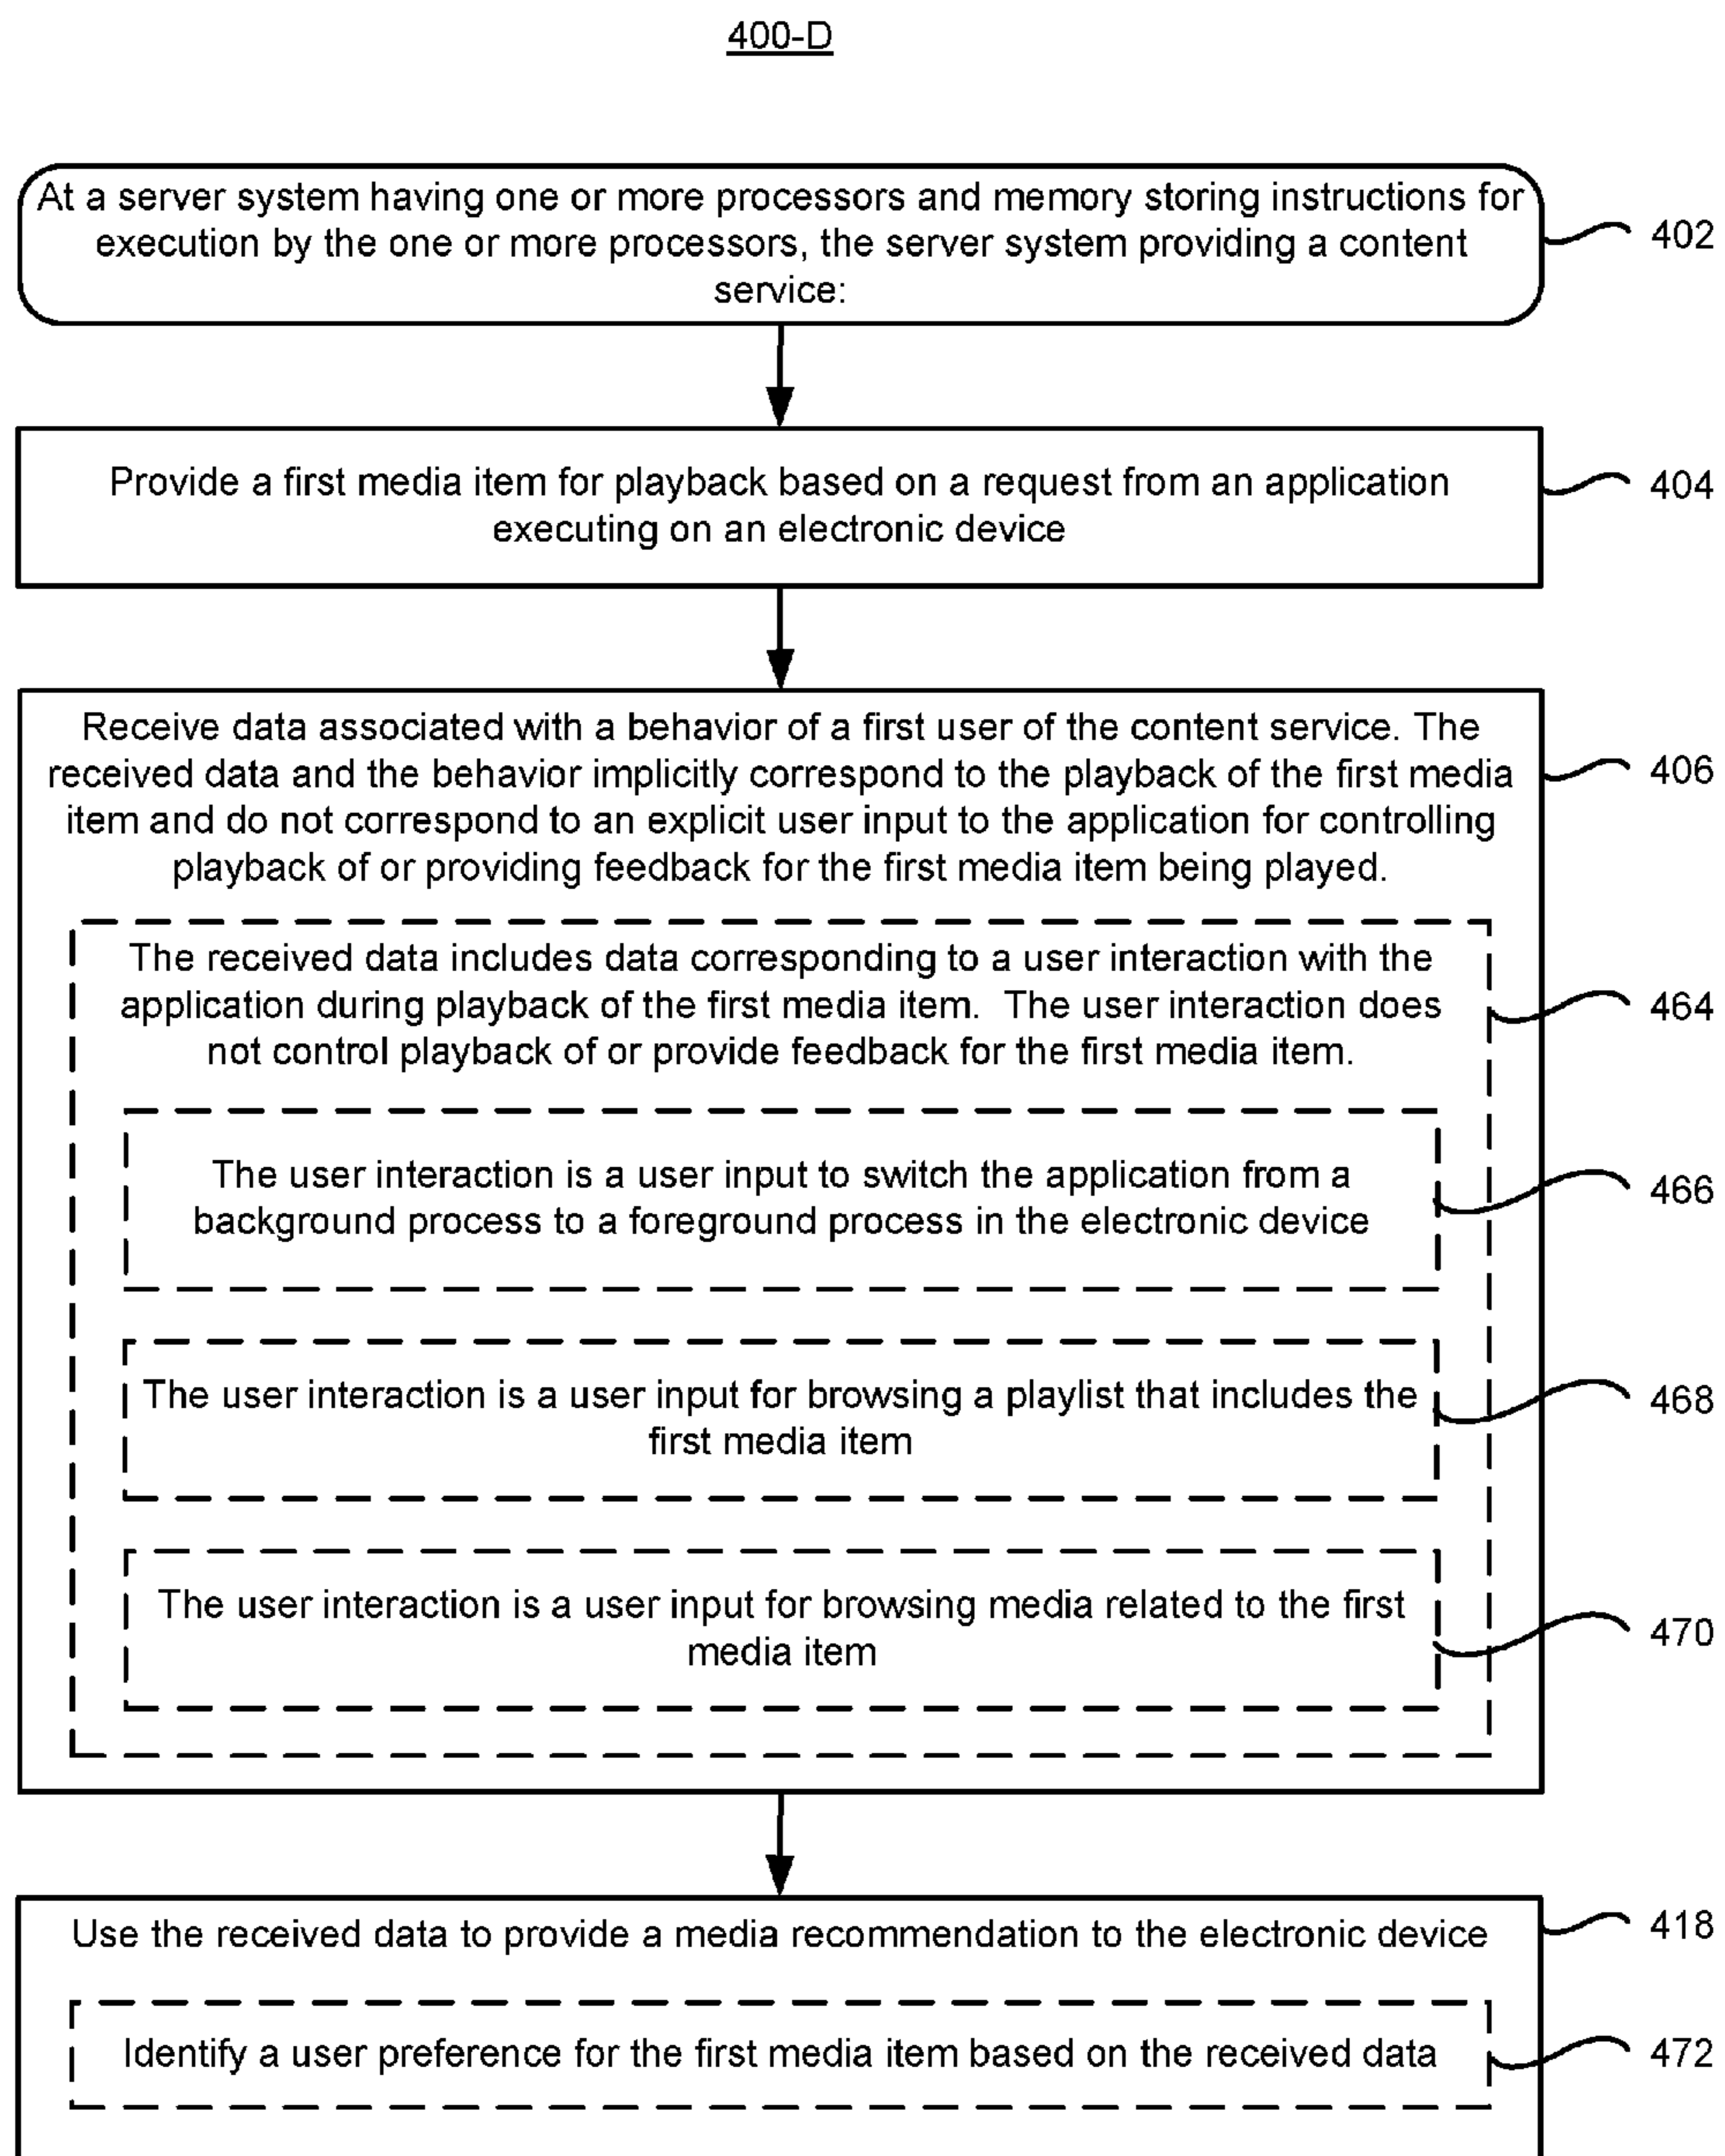 400-D
At a server system having one or more processors and memory storing instructions for
execution by the one or more processors, the server system providing a content
service:
402
Provide a first media item for playback based on a request from an application
executing on an electronic device
404
Receive data associated with a behavior of a first user of the content service. The
received data and the behavior implicitly correspond to the playback of the first media
item and do not correspond to an explicit user input to the application for controlling
playback of or providing feedback for the first media item being played.
406
The received data includes data corresponding to a user interaction with the
application during playback of the first media item. The user interaction does
not control playback of or provide feedback for the first media item.
464
The user interaction is a user input to switch the application from a
background process to a foreground process in the electronic device
466
The user interaction is a user input for browsing a playlist that includes the
first media item
468
The user interaction is a user input for browsing media related to the first
media item
470
Use the received data to provide a media recommendation to the electronic device
418
Identify a user preference for the first media item based on the received data
472